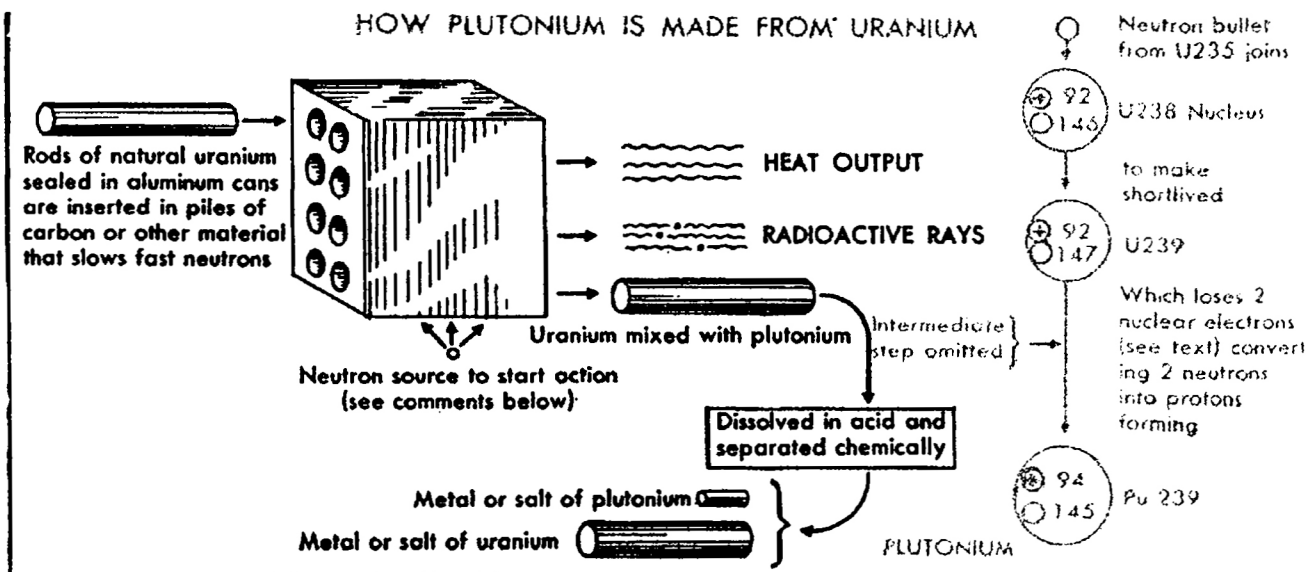 HOW PLUTONIUM IS MADE FROM URANIUM
Rods of natural uranium
sealed in aluminum cans
are inserted in piles of
carbon or other material
that slows fast neutrons
HEAT OUTPUT
RADIOACTIVE RAYS
Uranium mixed with plutonium
Neutron source to start action
(see comments below)
Dissolved in acid and
separated chemically
Metal or salt of plutonium
Metal or salt of uranium
Neutron bullet
from U235 joins
+ 92
146
U238 Nucleus
to make
shortlived
+ 92
147
U239
Intermediate
step omitted
Which loses 2
nuclear electrons
(see text) convert
ing 2 neutrons
into protons
forming
+ 94
145
Pu 239
PLUTONIUM